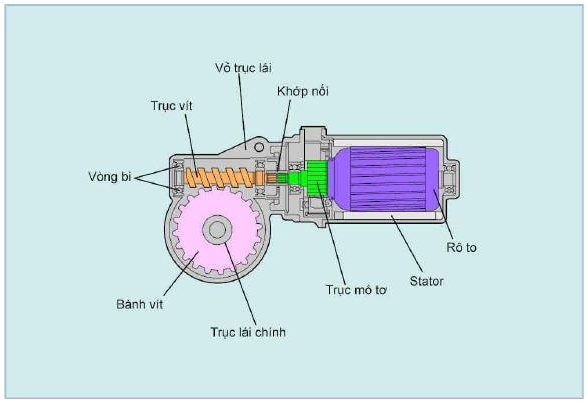 Vỏ trục lái
Khớp nối
Trục vít
Vòng bi
Rô to
Stator
Trục mô tơ
Bánh vít
Trục lái chính